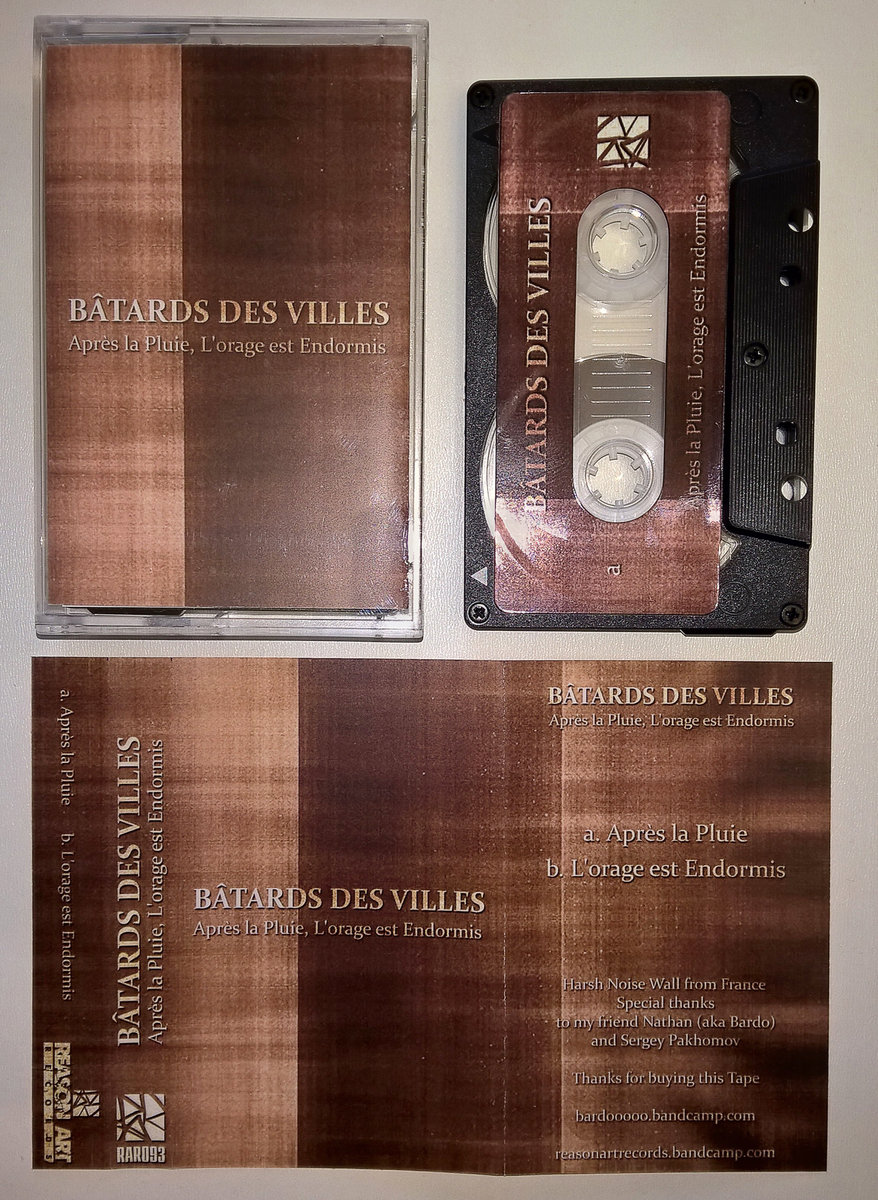 BÂTARDS DES VILLES
Après la Pluie, L'orage est Endormis
BÂTARDS DES VILLES
Après la Pluie, L'orage est Endormis
a
a. Après la Pluie b. L'orage est Endormis
REASON ART
RECORDS
BÂTARDS DES VILLES
Après la Pluie, L'orage est Endormis
RAR093
BÂTARDS DES VILLES
Après la Pluie, L'orage est Endormis
BÂTARDS DES VILLES
Après la Pluie, L'orage est Endormis
a. Après la Pluie
b. L'orage est Endormis
Harsh Noise Wall from France
Special thanks
to my friend Nathan (aka Bardo)
and Sergey Pakhomov
Thanks for buying this Tape
bardooooo.bandcamp.com
reasonartrecords.bandcamp.com